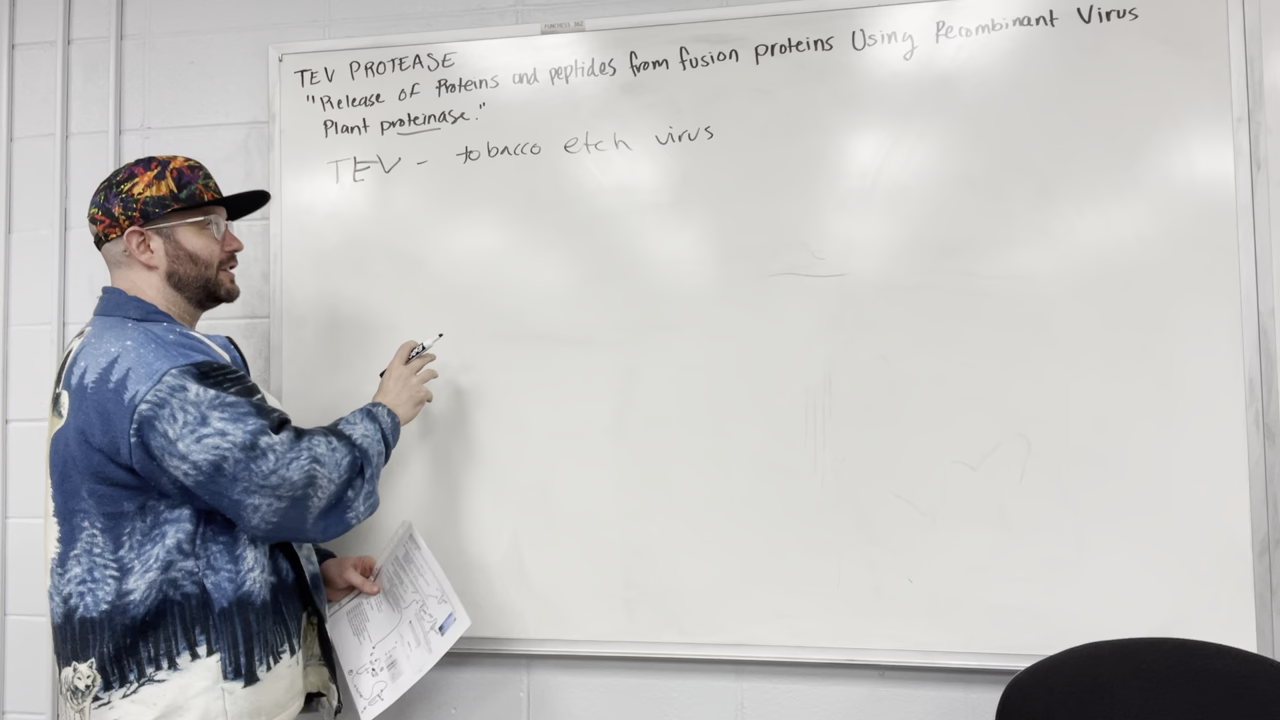 TEV PROTEASE
"Release of Proteins and peptides from fusion proteins Using Recombinant Virus
Plant proteinase."
TEV - tobacco etch virus